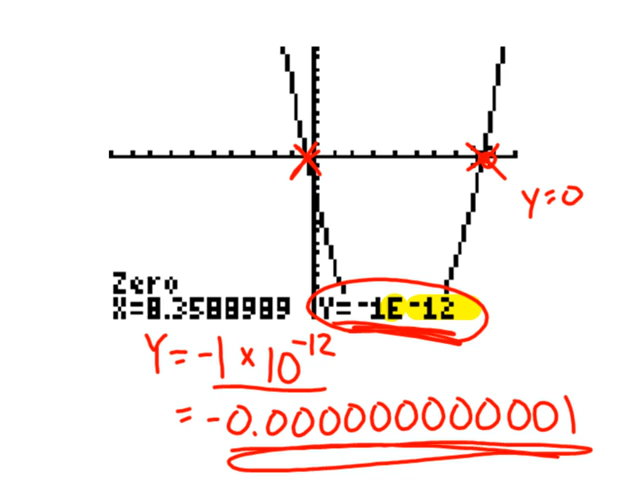 y=0
Zero
X=8.3588989 Y=-1E-12
Y=-1×10⁻¹²
=-0.000000000001